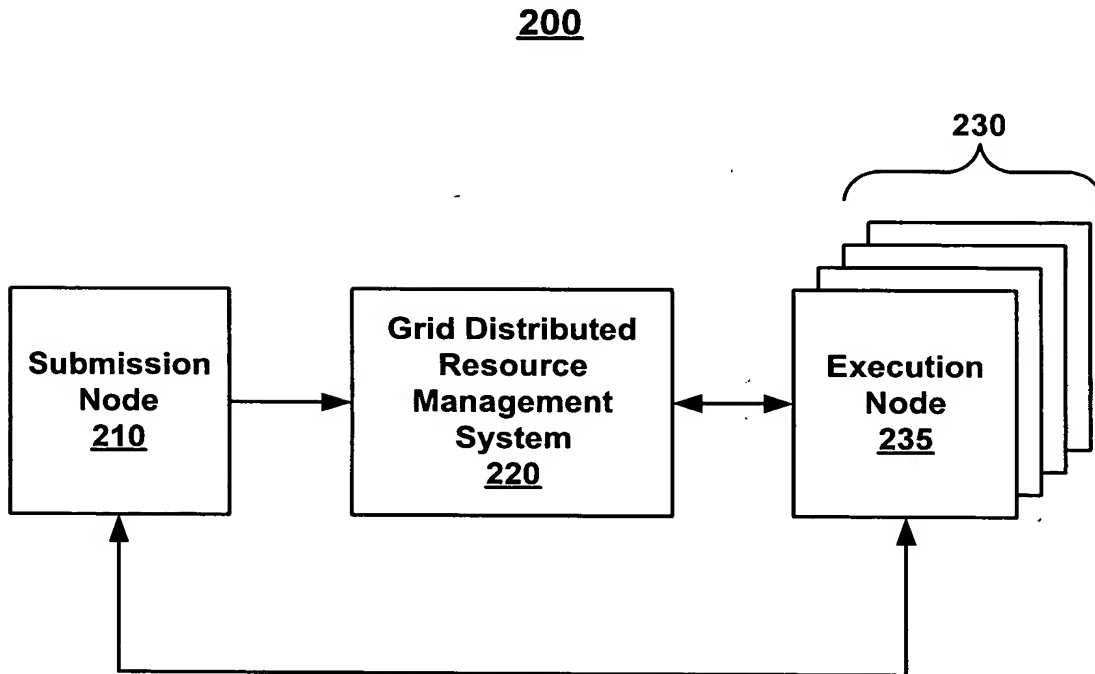 200
230
Submission
Node
210
Grid Distributed
Resource
Management
System
220
Execution
Node
235